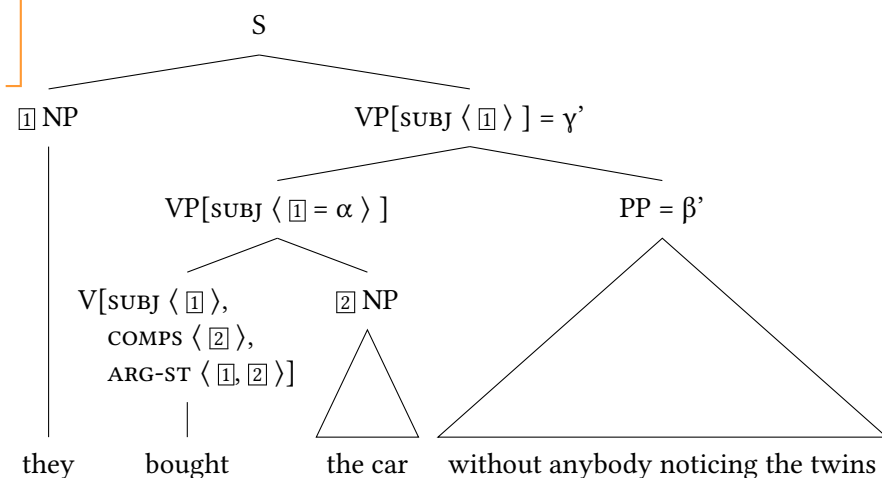 S
1 NP VP[SUBJ ⟨ 1 ⟩ ] = γ’
VP[SUBJ ⟨ 1 = α ⟩ ] PP = β’
V[SUBJ ⟨ 1 ⟩, 2 NP
COMPS ⟨ 2 ⟩,
ARG-ST ⟨ 1, 2 ⟩]
they bought the car without anybody noticing the twins